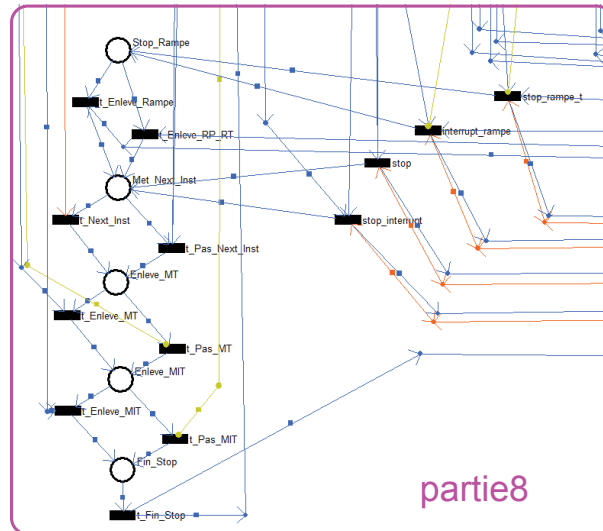 Stop_Rampe
stop_rampe_t
t_Enleve_Rampe
interrupt_rampe
t_Enleve_RP_RT
stop
Met_Next_Inst
t_Next_Inst
stop_interrupt
t_Pas_Next_Inst
Enleve_MT
t_Enleve_MT
t_Pas_MT
Enleve_MIT
t_Enleve_MIT
t_Pas_MIT
Fin_Stop
partie8
t_Fin_Stop